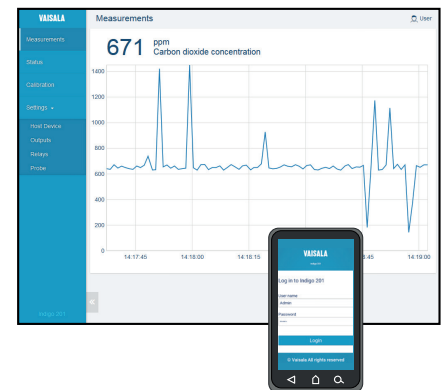 VAISALA
Measurements
User
Measurements
Status
Calibration
Settings
Host Device
Outputs
Relays
Probe
Indigo 201
671 ppm
Carbon dioxide concentration
1400
1200
1000
800
600
400
200
0
14:17:45 14:18:00 14:18:15 :45 14:19:00
VAISALA
Log in to Indigo 201
User name
Admin
Password
Login
© Vaisala All rights reserved